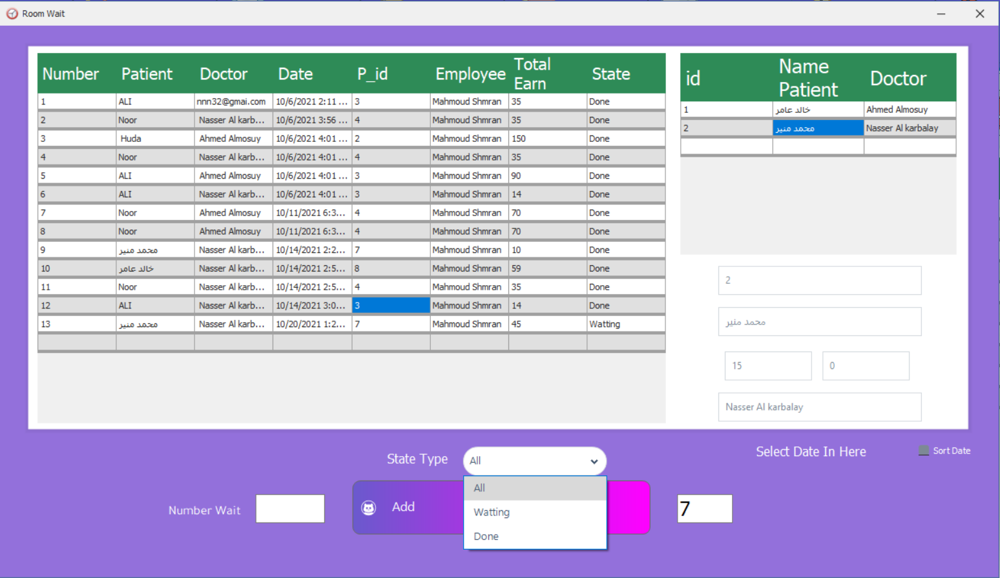 Room Wait
Number Patient Doctor Date P_id Employee Total Earn State
1 ALI nnn32@gmai.com 10/6/2021 2:11 ... 3 Mahmoud Shmran 35 Done
2 Noor Nasser Al karb... 10/6/2021 3:56 ... 4 Mahmoud Shmran 35 Done
3 Huda Ahmed Almosuy 10/6/2021 4:01 ... 2 Mahmoud Shmran 150 Done
4 Noor Nasser Al karb... 10/6/2021 4:01 ... 4 Mahmoud Shmran 35 Done
5 ALI Ahmed Almosuy 10/6/2021 4:01 ... 3 Mahmoud Shmran 90 Done
6 ALI Nasser Al karb... 10/6/2021 4:01 ... 3 Mahmoud Shmran 14 Done
7 Noor Ahmed Almosuy 10/11/2021 6:3... 4 Mahmoud Shmran 70 Done
8 Noor Ahmed Almosuy 10/11/2021 6:3... 4 Mahmoud Shmran 70 Done
9 محمد منير Nasser Al karb... 10/14/2021 2:2... 7 Mahmoud Shmran 10 Done
10 خالد عامر Nasser Al karb... 10/14/2021 2:5... 8 Mahmoud Shmran 59 Done
11 Noor Nasser Al karb... 10/14/2021 2:5... 4 Mahmoud Shmran 35 Done
12 ALI Nasser Al karb... 10/14/2021 3:0... 3 Mahmoud Shmran 14 Done
13 محمد منير Nasser Al karb... 10/20/2021 1:2... 7 Mahmoud Shmran 45 Watting
id Name Patient Doctor
1 خالد عامر Ahmed Almosuy
2 محمد منير Nasser Al karbalay
2
محمد منير
15 0
Nasser Al karbalay
State Type All
Select Date In Here Sort Date
All
Watting
Done
Number Wait
Add
7